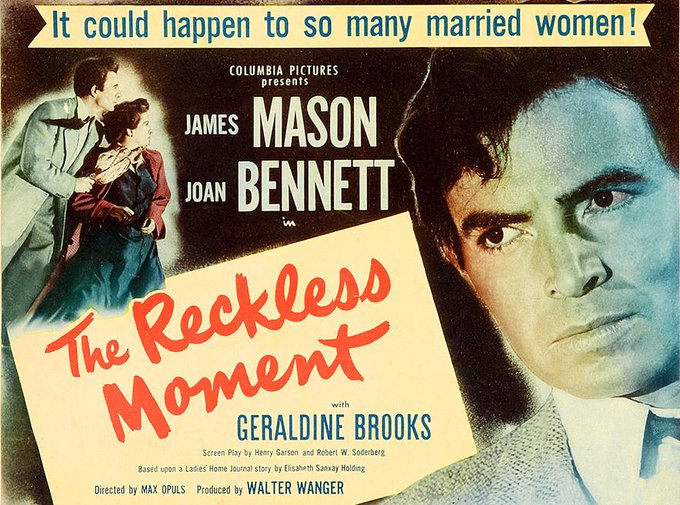 It could happen to so many married women!
COLUMBIA PICTURES
presents
JAMES MASON
JOAN BENNETT
in
The Reckless
Moment
with
GERALDINE BROOKS
Screen Play by Henry Garson and Robert W. Soderberg
Based upon a Ladies' Home Journal story by Elisabeth Sanxay Holding
Directed by MAX OPULS Produced by WALTER WANGER